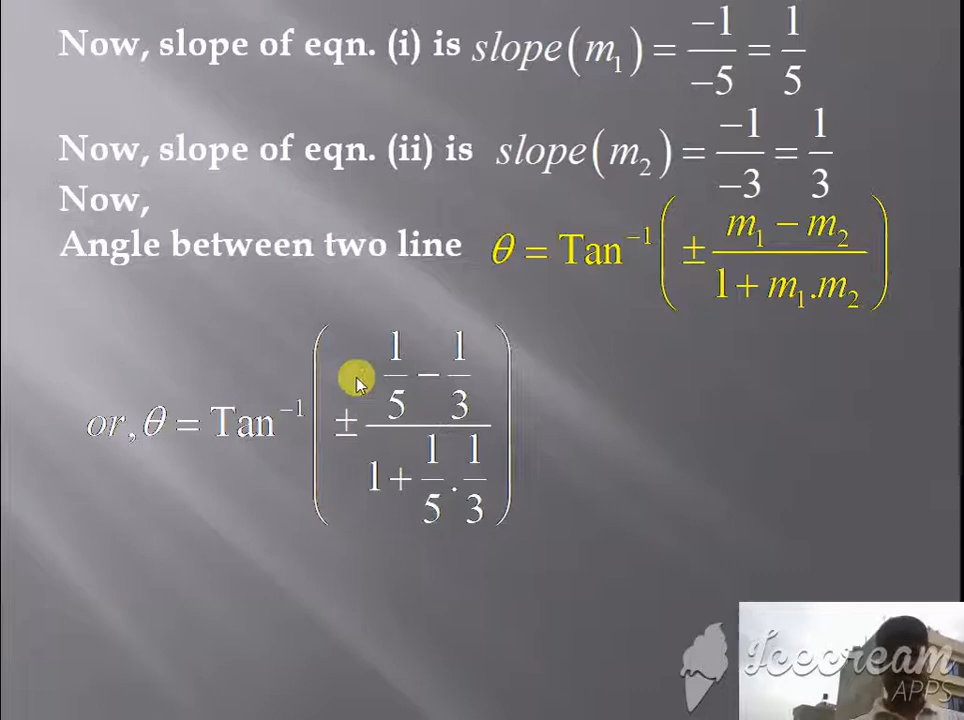 Now, slope of eqn. (i) is slope(m₁) = −1/−5 = 1/5
Now, slope of eqn. (ii) is slope(m₂) = −1/−3 = 1/3
Now,
Angle between two line θ = Tan⁻¹(± (m₁ − m₂)/(1 + m₁.m₂))
or, θ = Tan⁻¹(± (1/5 − 1/3)/(1 + 1/5 . 1/3))
Icecream
APPS